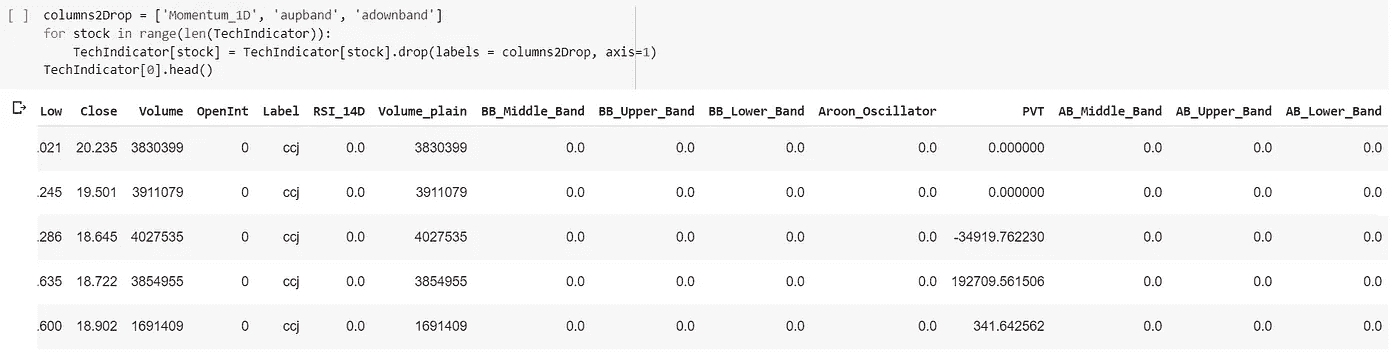 [ ] columns2Drop = ['Momentum_1D', 'aupband', 'adownband']
for stock in range(len(TechIndicator)):
    TechIndicator[stock] = TechIndicator[stock].drop(labels = columns2Drop, axis=1)
TechIndicator[0].head()
Low Close Volume OpenInt Label RSI_14D Volume_plain BB_Middle_Band BB_Upper_Band BB_Lower_Band Aroon_Oscillator PVT AB_Middle_Band AB_Upper_Band AB_Lower_Band
.021 20.235 3830399 0 ccj 0.0 3830399 0.0 0.0 0.0 0.0 0.000000 0.0 0.0 0.0
.245 19.501 3911079 0 ccj 0.0 3911079 0.0 0.0 0.0 0.0 0.000000 0.0 0.0 0.0
.286 18.645 4027535 0 ccj 0.0 4027535 0.0 0.0 0.0 0.0 -34919.762230 0.0 0.0 0.0
.635 18.722 3854955 0 ccj 0.0 3854955 0.0 0.0 0.0 0.0 192709.561506 0.0 0.0 0.0
.600 18.902 1691409 0 ccj 0.0 1691409 0.0 0.0 0.0 0.0 341.642562 0.0 0.0 0.0